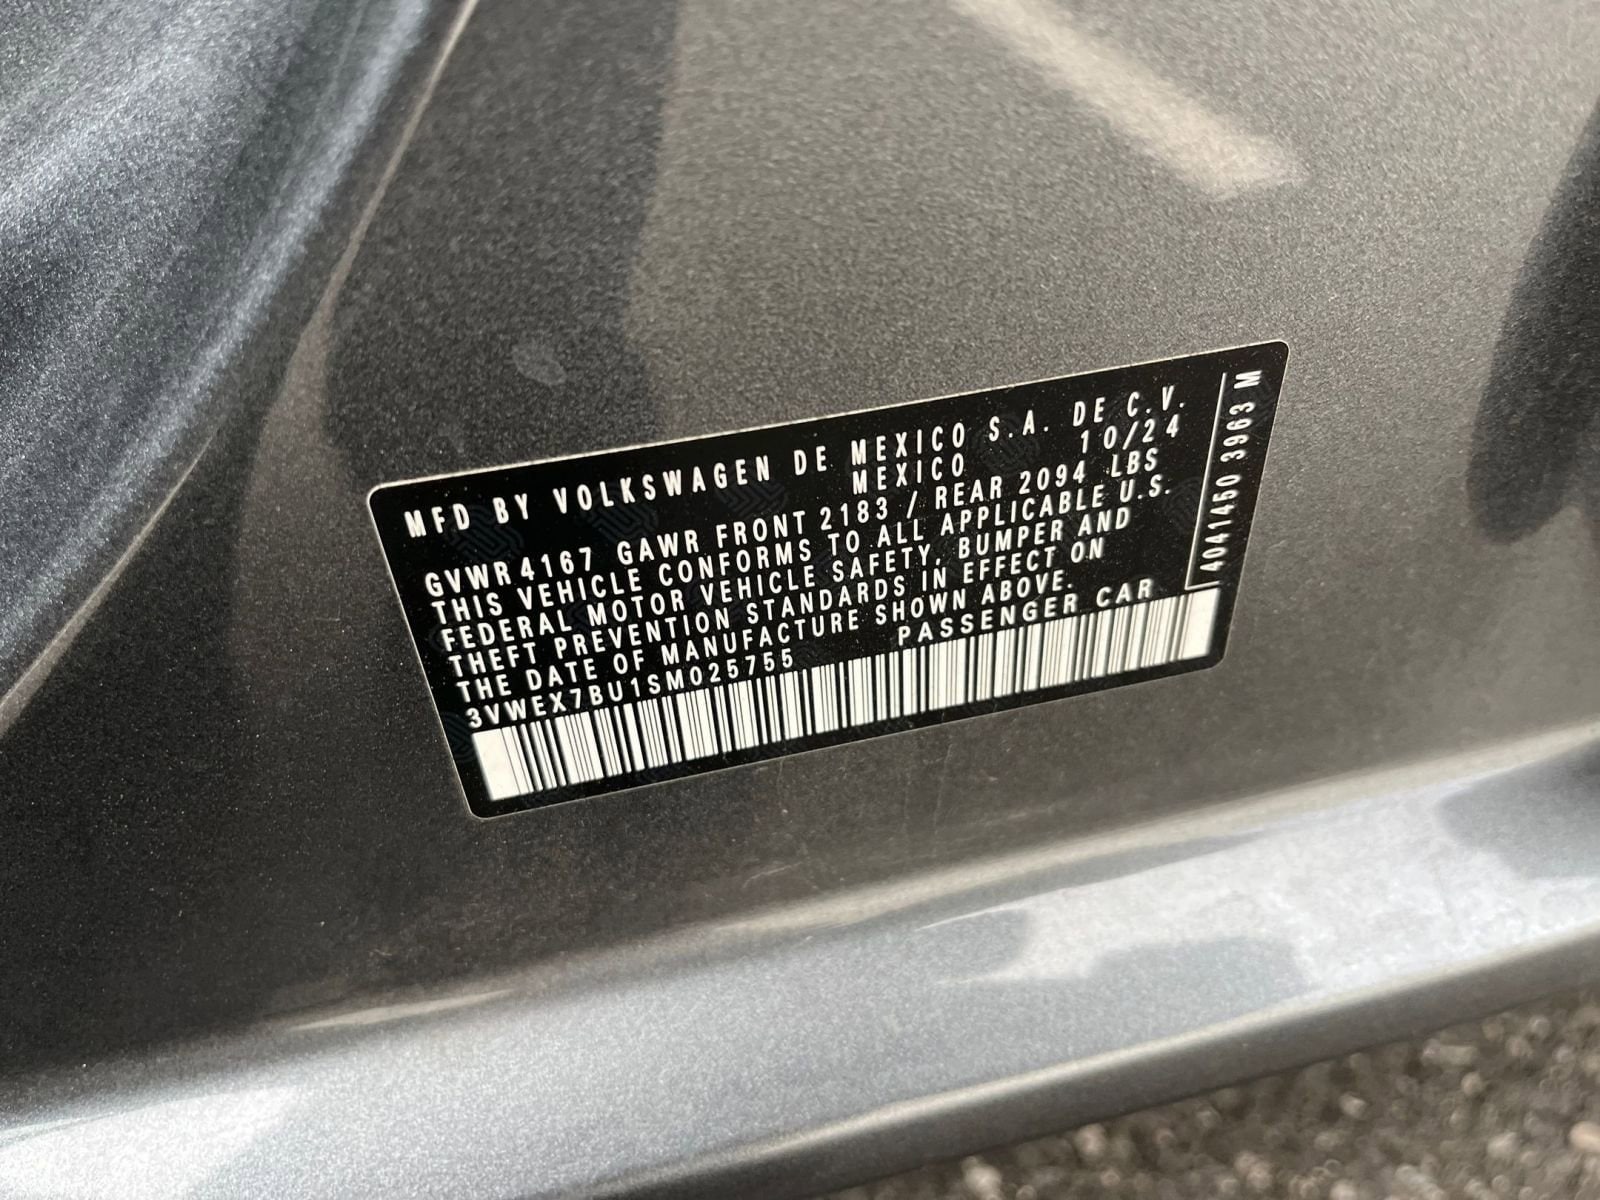 MFD BY VOLKSWAGEN DE MEXICO S.A. DE C.V.
MEXICO 10/24
GVWR 4167 GAWR FRONT 2183 / REAR 2094 LBS
THIS VEHICLE CONFORMS TO ALL APPLICABLE U.S.
FEDERAL MOTOR VEHICLE SAFETY, BUMPER AND
THEFT PREVENTION STANDARDS IN EFFECT ON
THE DATE OF MANUFACTURE SHOWN ABOVE.
3VWEX7BU1SM025755 PASSENGER CAR
4041450 3963 M